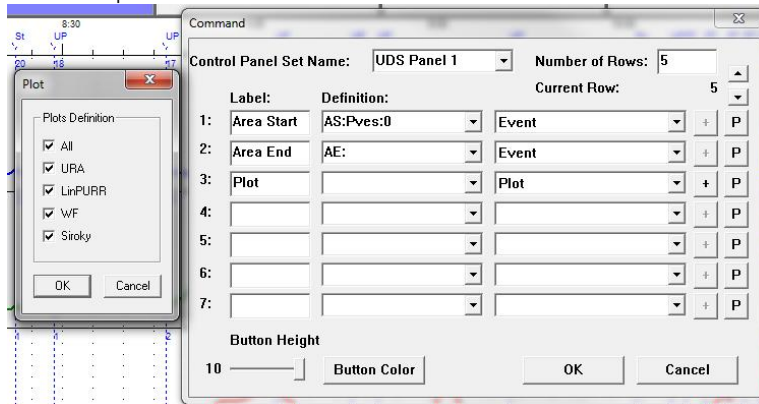 8:30
St UP UP
20 18 17
Plot
Plots Definition
All
URA
LinPURR
WF
Siroky
OK Cancel
Command
Control Panel Set Name: UDS Panel 1 Number of Rows: 5
Current Row: 5
Label: Definition:
1: Area Start AS:Pves:0 Event + P
2: Area End AE: Event + P
3: Plot Plot + P
4: + P
5: + P
6: + P
7: + P
Button Height
10 Button Color OK Cancel
1 1 2